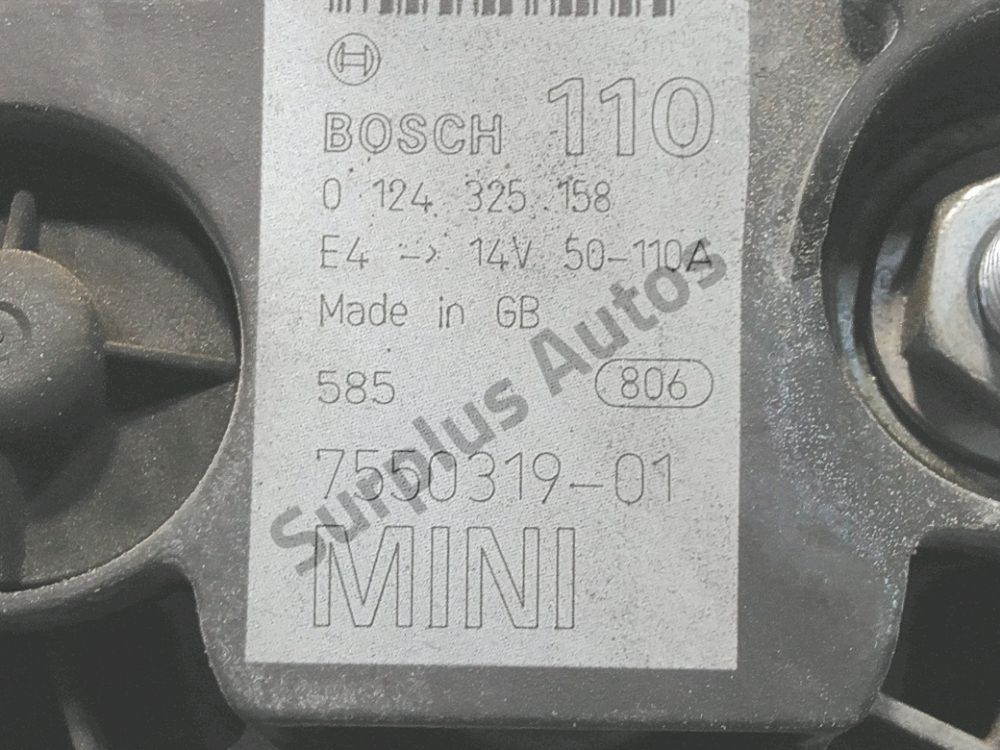 BOSCH 110
0 124 325 158
E4 -> 14V 50-110A
Made in GB
585 806
7550319-01
MINI
Surplus Autos